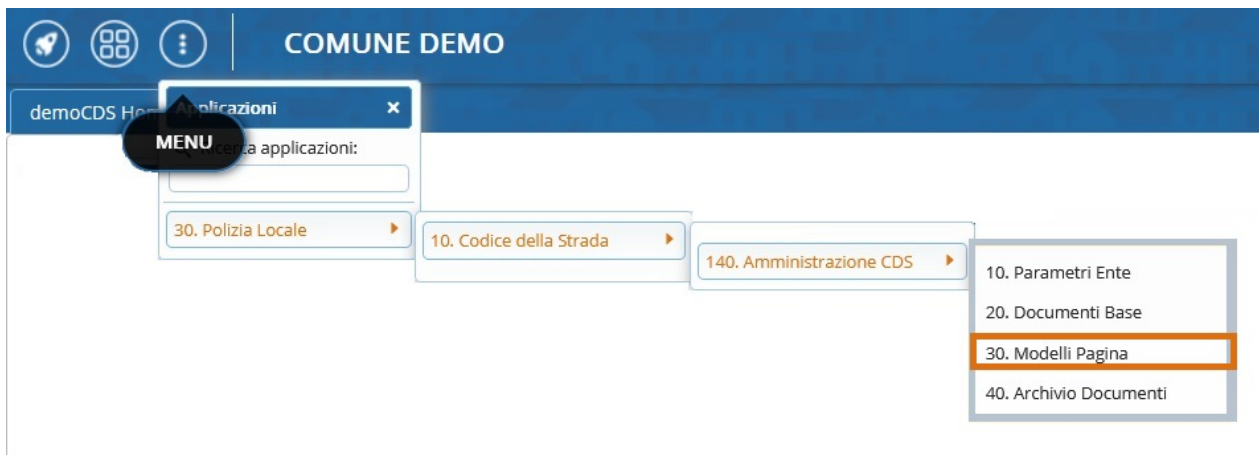 COMUNE DEMO
demoCDS
Applicazioni ×
MENU
applicazioni:
30. Polizia Locale
10. Codice della Strada
140. Amministrazione CDS
10. Parametri Ente
20. Documenti Base
30. Modelli Pagina
40. Archivio Documenti